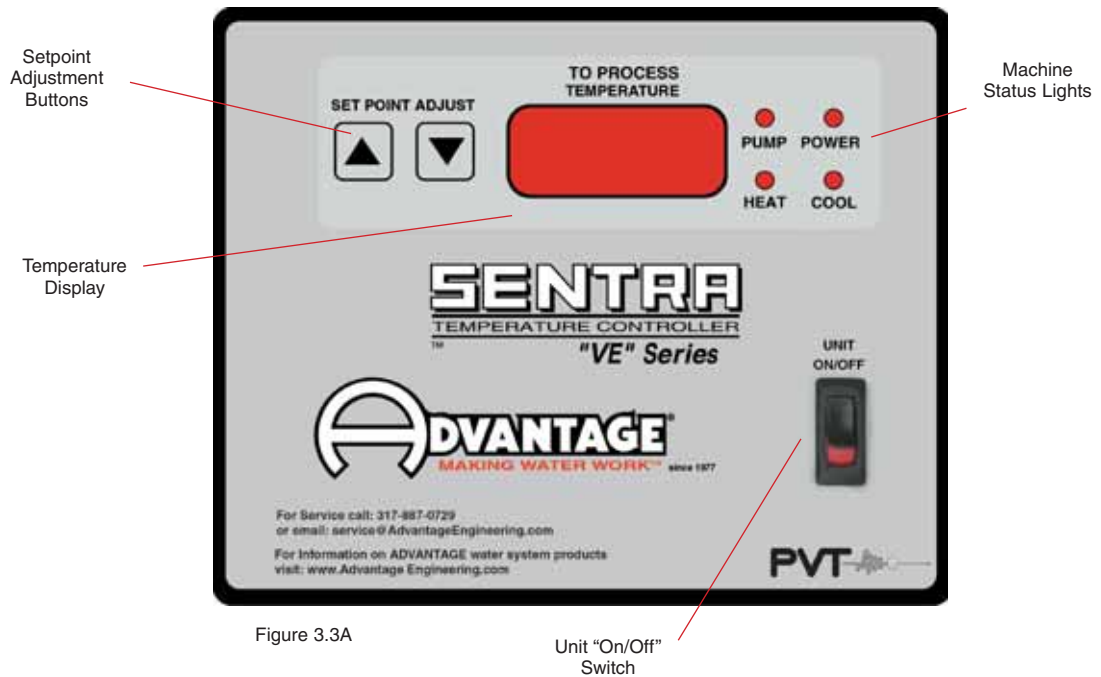 Setpoint
Adjustment
Buttons
Machine
Status Lights
Temperature
Display
TO PROCESS
TEMPERATURE
SET POINT ADJUST
PUMP POWER
HEAT COOL
SENTRA
TEMPERATURE CONTROLLER
™
"VE" Series
UNIT
ON/OFF
ADVANTAGE®
MAKING WATER WORK™ since 1977
For Service call: 317-887-0729
or email: service@AdvantageEngineering.com
For Information on ADVANTAGE water system products
visit: www.Advantage Engineering.com
PVT
Figure 3.3A
Unit “On/Off”
Switch